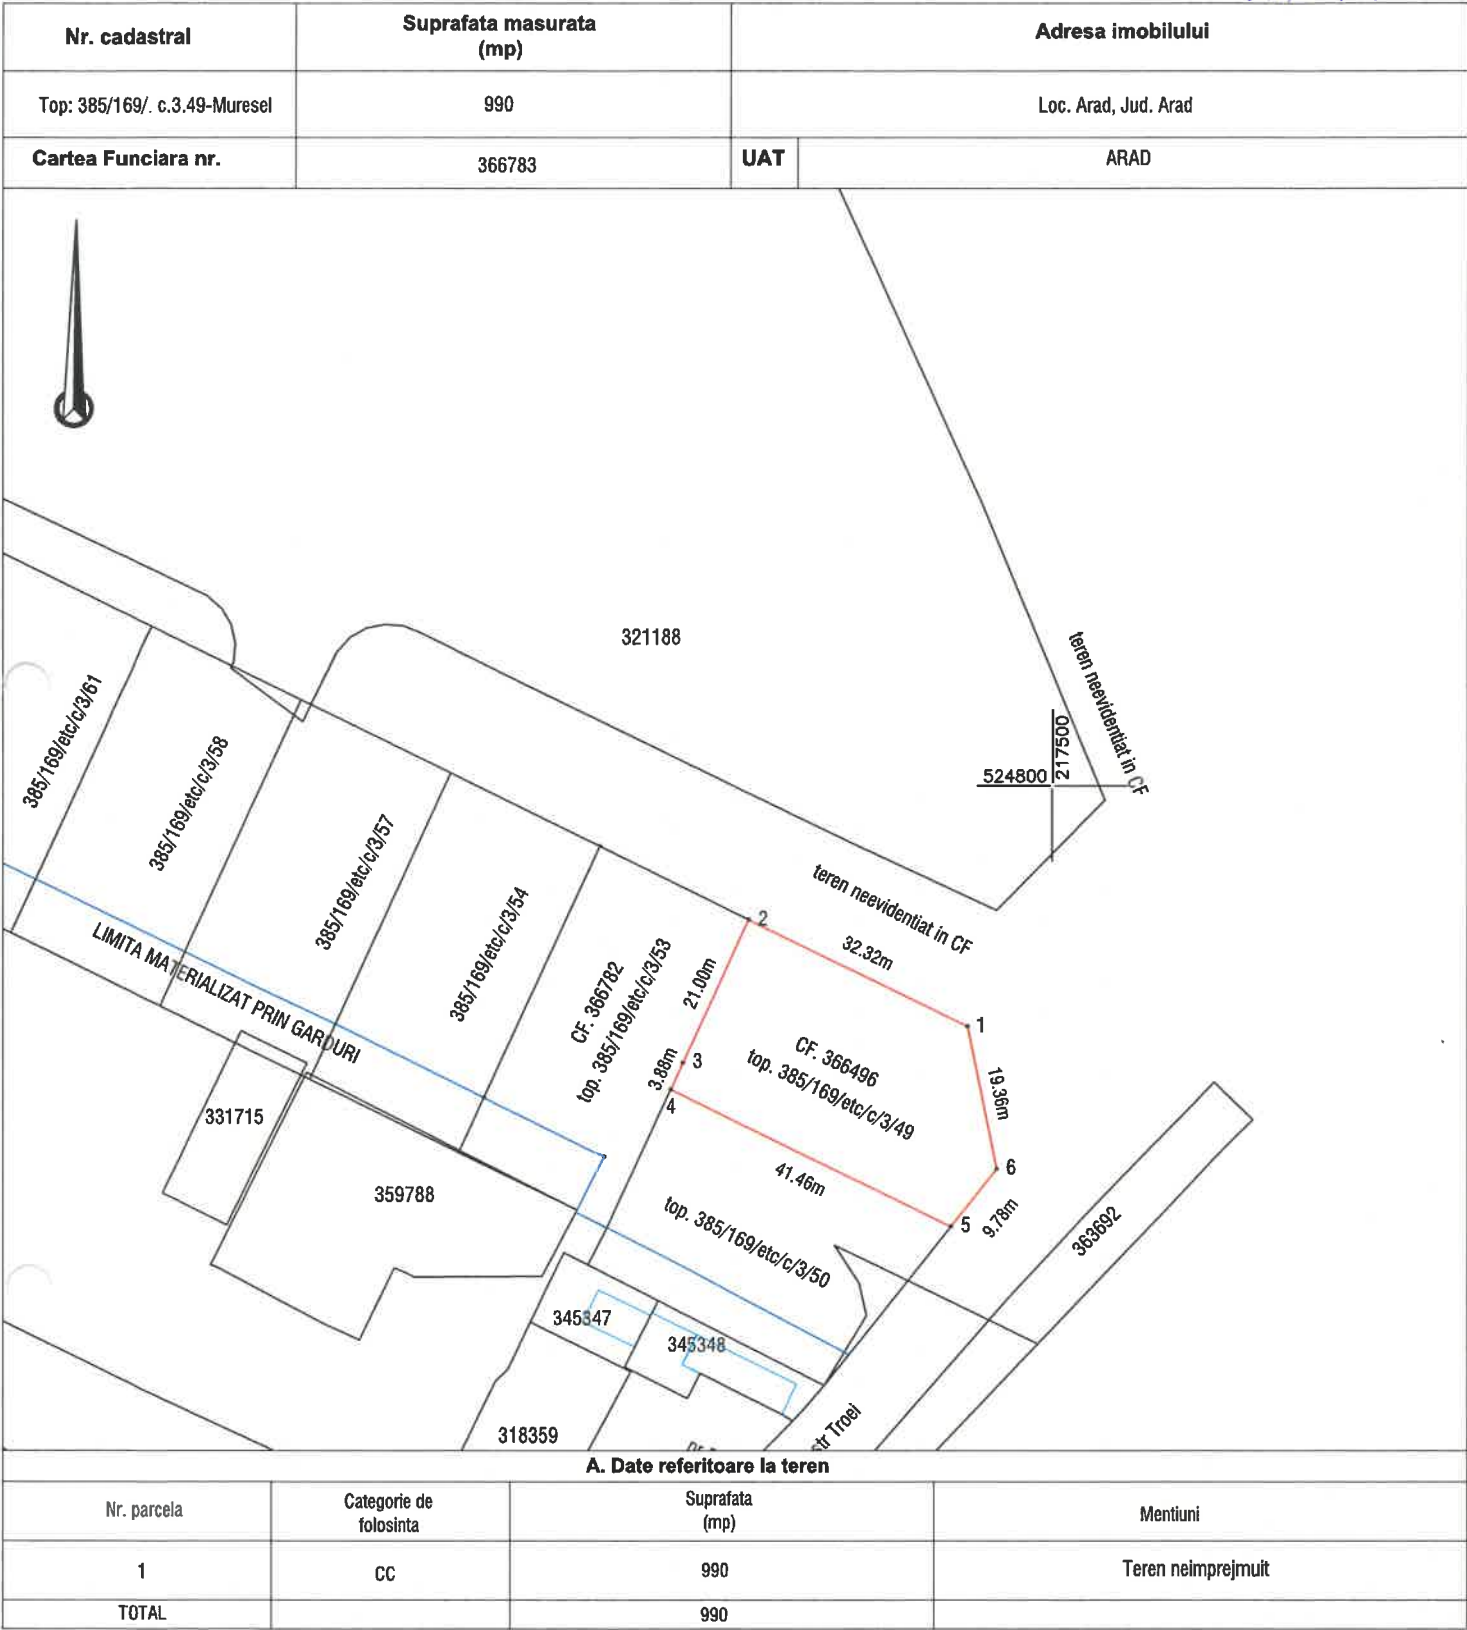 Nr. cadastral
Suprafata masurata
(mp)
Adresa imobilului
Top: 385/169/. c.3.49-Muresel
990
Loc. Arad, Jud. Arad
Cartea Funciara nr.
366783
UAT
ARAD
321188
teren neevidentiat in CF
217500
524800
385/169/etc/c/3/61
385/169/etc/c/3/58
385/169/etc/c/3/57
385/169/etc/c/3/54
CF. 366782
top. 385/169/etc/c/3/53
teren neevidentiat in CF
2
32.32m
21.00m
1
LIMITA MATERIALIZAT PRIN GARDURI
3
3.88m
4
CF. 366496
top. 385/169/etc/c/3/49
19.36m
6
41.46m
5
9.78m
331715
359788
top. 385/169/etc/c/3/50
363692
345347
345348
318359
str Troei
A. Date referitoare la teren
Nr. parcela
Categorie de
folosinta
Suprafata
(mp)
Mentiuni
1
CC
990
Teren neimprejmuit
TOTAL
990